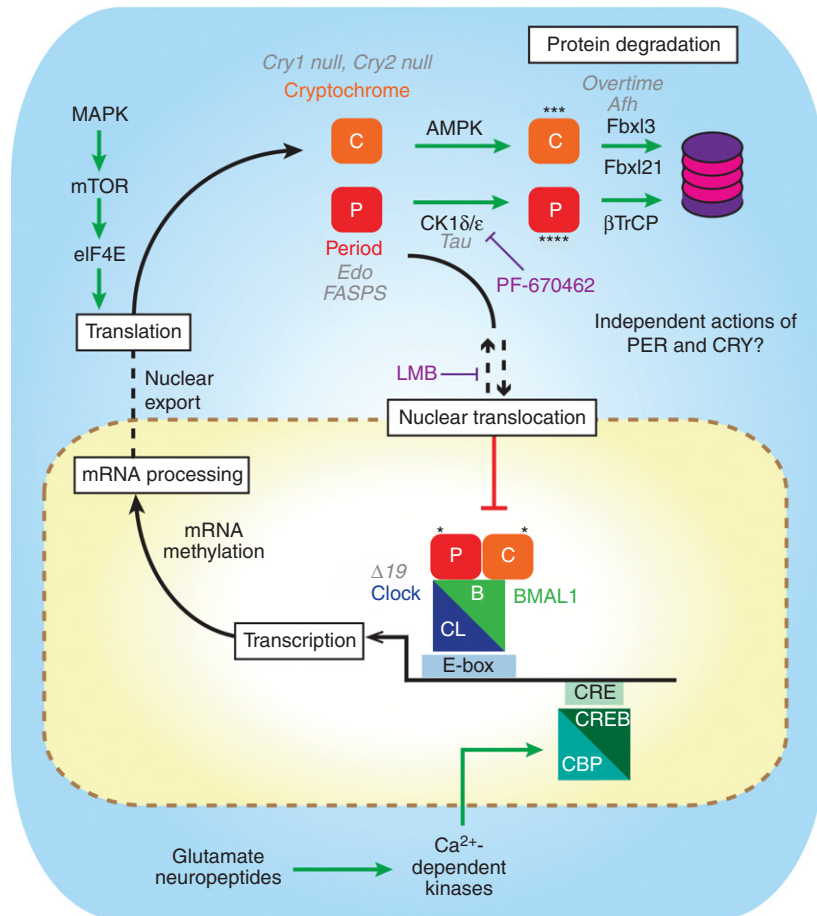 Protein degradation
Cry1 null, Cry2 null
Cryptochrome
Overtime
Afh
MAPK
mTOR
eIF4E
Translation
C
AMPK
***
C
Fbxl3
Fbxl21
P
CK1δ/ε
Tau
P
****
βTrCP
Period
Edo
FASPS
PF-670462
Independent actions of
PER and CRY?
LMB
Nuclear
export
Nuclear translocation
mRNA processing
mRNA
methylation
Transcription
*
*
P
C
Δ19
Clock
B
BMAL1
CL
E-box
CRE
CREB
CBP
Glutamate
neuropeptides
Ca2+-
dependent
kinases